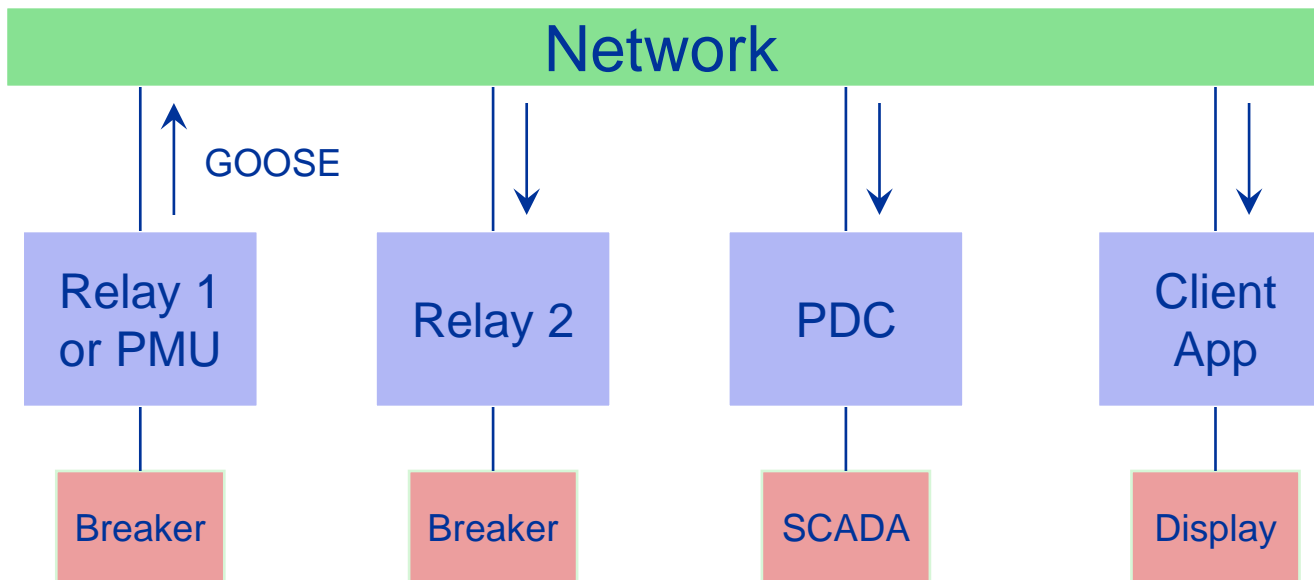 Network
GOOSE
Relay 1
or PMU
Relay 2
PDC
Client
App
Breaker
Breaker
SCADA
Display